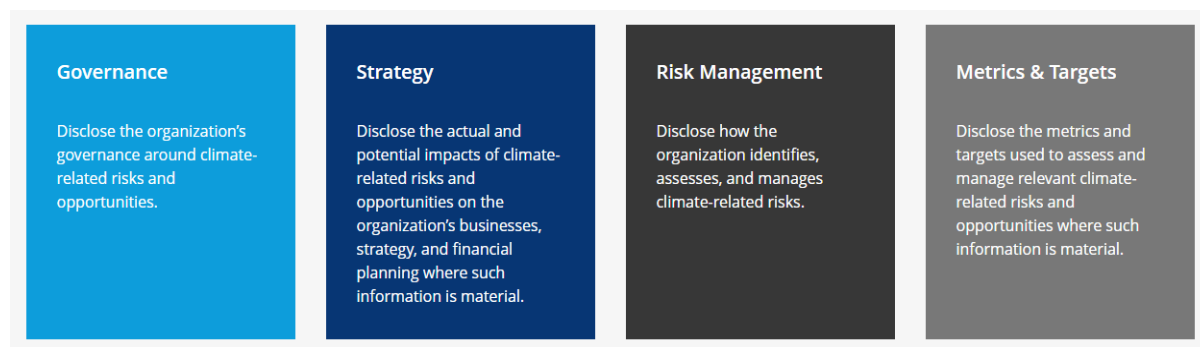 Governance
Disclose the organization’s
governance around climate-
related risks and
opportunities.
Strategy
Disclose the actual and
potential impacts of climate-
related risks and
opportunities on the
organization’s businesses,
strategy, and financial
planning where such
information is material.
Risk Management
Disclose how the
organization identifies,
assesses, and manages
climate-related risks.
Metrics & Targets
Disclose the metrics and
targets used to assess and
manage relevant climate-
related risks and
opportunities where such
information is material.